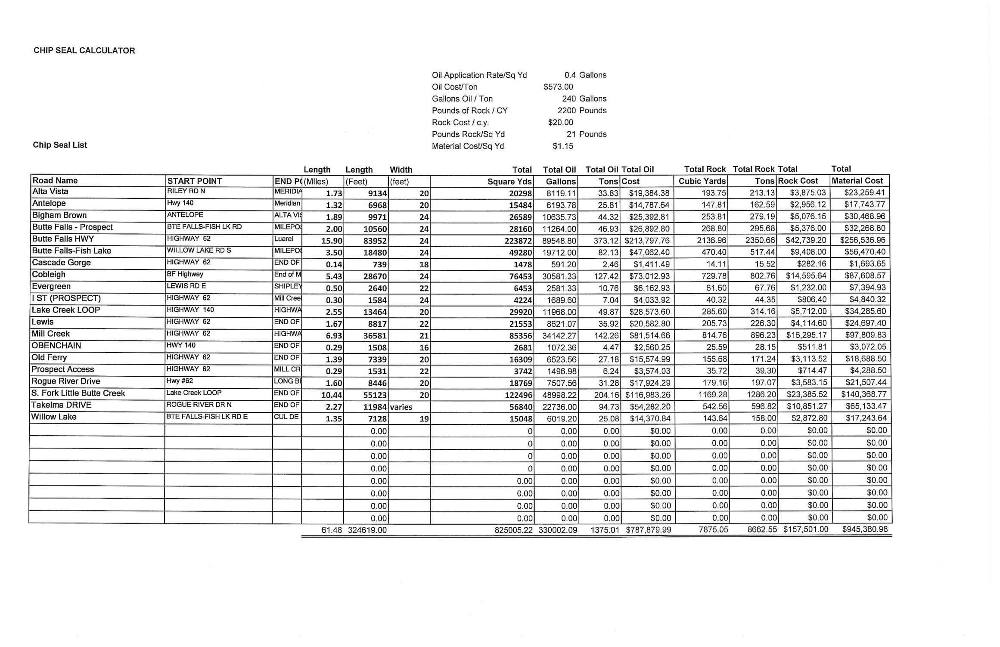 CHIP SEAL CALCULATOR
Oil Application Rate/Sq Yd 0.4 Gallons
Oil Cost/Ton $573.00
Gallons Oil / Ton 240 Gallons
Pounds of Rock / CY 2200 Pounds
Rock Cost / c.y. $20.00
Pounds Rock/Sq Yd 21 Pounds
Chip Seal List Material Cost/Sq Yd $1.15
Length Length Width Total Total Oil Total Oil Total Oil Total Rock Total Rock Total Total
Road Name START POINT END P (MIles) (Feet) (feet) Square Yds Gallons Tons Cost Cubic Yards Tons Rock Cost Material Cost
Alta Vista RILEY RD N MERIDIA 1.73 9134 20 20298 8119.11 33.83 $19,384.38 193.75 213.13 $3,875.03 $23,259.41
Antelope Hwy 140 Meridian 1.32 6968 20 15484 6193.78 25.81 $14,787.64 147.81 162.59 $2,956.12 $17,743.77
Bigham Brown ANTELOPE ALTA VIS 1.89 9971 24 26589 10635.73 44.32 $25,392.81 253.81 279.19 $5,076.15 $30,468.96
Butte Falls - Prospect BTE FALLS-FISH LK RD MILEPOS 2.00 10560 24 28160 11264.00 46.93 $26,892.80 268.80 295.68 $5,376.00 $32,268.80
Butte Falls HWY HIGHWAY 62 Luarel 15.90 83952 24 223872 89548.80 373.12 $213,797.76 2136.96 2350.66 $42,739.20 $256,536.96
Butte Falls-Fish Lake WILLOW LAKE RD S MILEPOS 3.50 18480 24 49280 19712.00 82.13 $47,062.40 470.40 517.44 $9,408.00 $56,470.40
Cascade Gorge HIGHWAY 62 END OF 0.14 739 18 1478 591.20 2.46 $1,411.49 14.11 15.52 $282.16 $1,693.65
Cobleigh BF Highway End of M 5.43 28670 24 76453 30581.33 127.42 $73,012.93 729.78 802.76 $14,595.64 $87,608.57
Evergreen LEWIS RD E SHIPLEY 0.50 2640 22 6453 2581.33 10.76 $6,162.93 61.60 67.76 $1,232.00 $7,394.93
I ST (PROSPECT) HIGHWAY 62 Mill Cree 0.30 1584 24 4224 1689.60 7.04 $4,033.92 40.32 44.35 $806.40 $4,840.32
Lake Creek LOOP HIGHWAY 140 HIGHWA 2.55 13464 20 29920 11968.00 49.87 $28,573.60 285.60 314.16 $5,712.00 $34,285.60
Lewis HIGHWAY 62 END OF 1.67 8817 22 21553 8621.07 35.92 $20,582.80 205.73 226.30 $4,114.60 $24,697.40
Mill Creek HIGHWAY 62 HIGHWA 6.93 36581 21 85356 34142.27 142.26 $81,514.66 814.76 896.23 $16,295.17 $97,809.83
OBENCHAIN HWY 140 END OF 0.29 1508 16 2681 1072.36 4.47 $2,560.25 25.59 28.15 $511.81 $3,072.05
Old Ferry HIGHWAY 62 END OF 1.39 7339 20 16309 6523.56 27.18 $15,574.99 155.68 171.24 $3,113.52 $18,688.50
Prospect Access HIGHWAY 62 MILL CR 0.29 1531 22 3742 1496.98 6.24 $3,574.03 35.72 39.30 $714.47 $4,288.50
Rogue River Drive Hwy #62 LONG BR 1.60 8446 20 18769 7507.56 31.28 $17,924.29 179.16 197.07 $3,583.15 $21,507.44
S. Fork Little Butte Creek Lake Creek LOOP END OF 10.44 55123 20 122496 48998.22 204.16 $116,983.26 1169.28 1286.20 $23,385.52 $140,368.77
Takelma DRIVE ROGUE RIVER DR N END OF 2.27 11984 varies 56840 22736.00 94.73 $54,282.20 542.56 596.82 $10,851.27 $65,133.47
Willow Lake BTE FALLS-FISH LK RD E CUL DE 1.35 7128 19 15048 6019.20 25.08 $14,370.84 143.64 158.00 $2,872.80 $17,243.64
0.00 0 0.00 0.00 $0.00 0.00 0.00 $0.00 $0.00
0.00 0 0.00 0.00 $0.00 0.00 0.00 $0.00 $0.00
0.00 0 0.00 0.00 $0.00 0.00 0.00 $0.00 $0.00
0.00 0 0.00 0.00 $0.00 0.00 0.00 $0.00 $0.00
0.00 0.00 0.00 0.00 $0.00 0.00 0.00 $0.00 $0.00
0.00 0.00 0.00 0.00 $0.00 0.00 0.00 $0.00 $0.00
0.00 0.00 0.00 0.00 $0.00 0.00 0.00 $0.00 $0.00
0.00 0.00 0.00 0.00 $0.00 0.00 0.00 $0.00 $0.00
61.48 324619.00 825005.22 330002.09 1375.01 $787,879.99 7875.05 8662.55 $157,501.00 $945,380.98